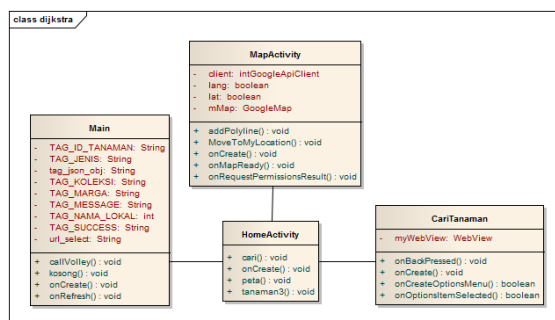 class dijkstra
MapActivity
- client: intGoogleApiClient
- lang: boolean
- lat: boolean
- mMap: GoogleMap
+ addPolyline() : void
+ MoveToMyLocation() : void
+ onCreate() : void
+ onMapReady() : void
+ onRequestPermissionsResult() : void
Main
- TAG_ID_TANAMAN: String
- TAG_JENIS: String
- tag_json_obj: String
- TAG_KOLEKSI: String
- TAG_MARGA: String
- TAG_MESSAGE: String
- TAG_NAMA_LOKAL: int
- TAG_SUCCESS: String
- url_select: String
+ callVolley() : void
+ kosong() : void
+ onCreate() : void
+ onRefresh() : void
HomeActivity
+ cari() : void
+ onCreate() : void
+ peta() : void
+ tanaman3() : void
CariTanaman
- myWebView: WebView
+ onBackPressed() : void
+ onCreate() : void
+ onCreateOptionsMenu() : boolean
+ onOptionsItemSelected() : boolean